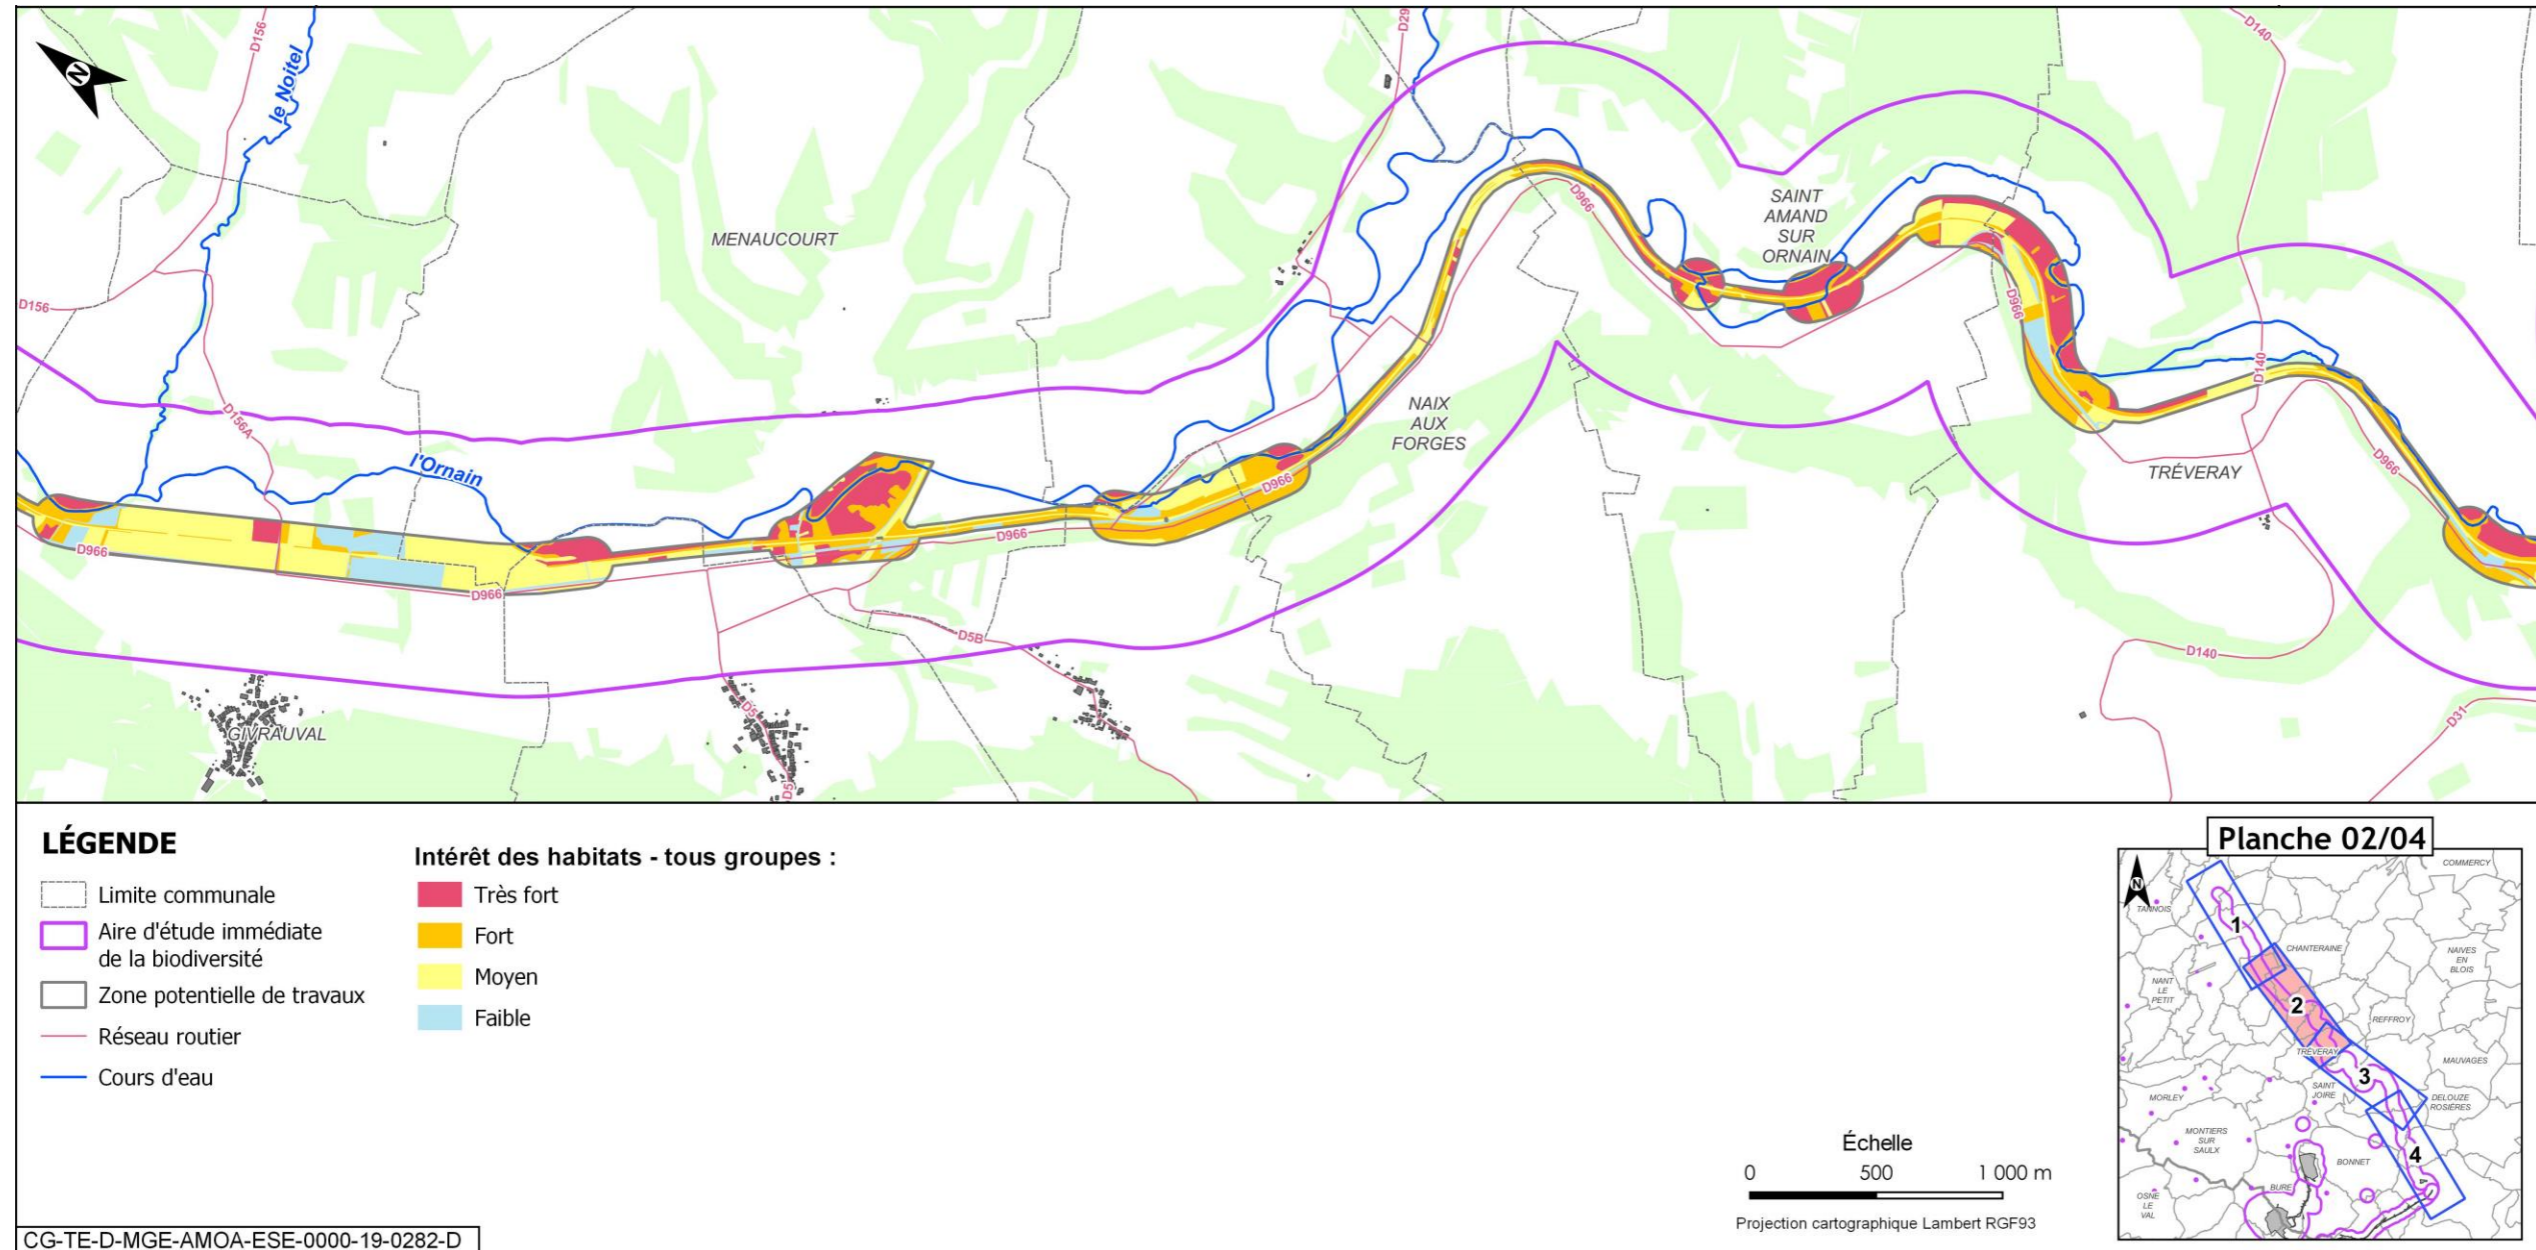 D156
le Noitel
D29
D140
N
MENAUCOURT
D966
SAINT
AMAND
SUR
ORNAIN
D156
D966
D140
D156A
NAIX
AUX
FORGES
l'Ornain
TRÉVERAY
D966
D966
D966
D966
D966
D5B
D140
D5
GIVRAUVAL
D31
D5
LÉGENDE
Limite communale
Aire d'étude immédiate
de la biodiversité
Zone potentielle de travaux
Réseau routier
Cours d'eau
Intérêt des habitats - tous groupes :
Très fort
Fort
Moyen
Faible
Échelle
0 500 1 000 m
Projection cartographique Lambert RGF93
Planche 02/04
N
COMMERCY
TANNOIS
1
CHANTERAINE
NAIVES
EN
BLOIS
NANT
LE
PETIT
2
REFFROY
TRÉVERAY
MAUVAGES
3
SAINT
JOIRE
MORLEY
DELOUZE
ROSIÈRES
MONTIERS
SUR
SAULX
4
BONNET
BURE
OSNE
LE
VAL
CG-TE-D-MGE-AMOA-ESE-0000-19-0282-D